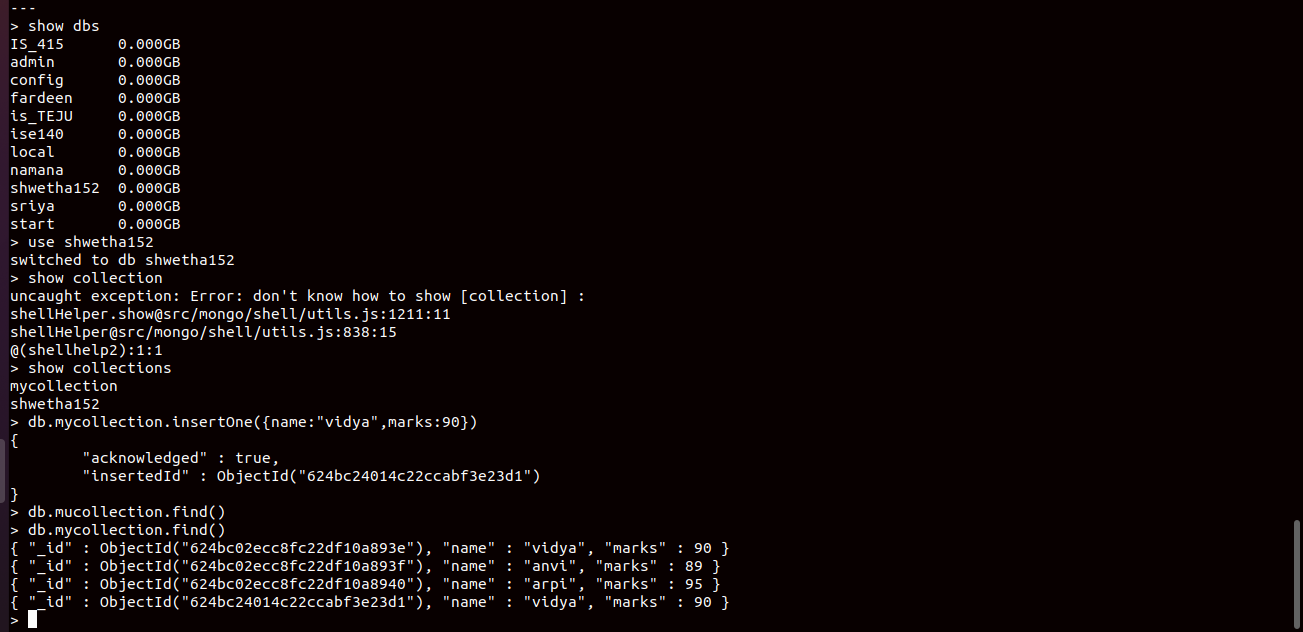 ---
> show dbs
IS_415      0.000GB
admin       0.000GB
config      0.000GB
fardeen     0.000GB
is_TEJU     0.000GB
ise140      0.000GB
local       0.000GB
namana      0.000GB
shwetha152  0.000GB
sriya       0.000GB
start       0.000GB
> use shwetha152
switched to db shwetha152
> show collection
uncaught exception: Error: don't know how to show [collection] :
shellHelper.show@src/mongo/shell/utils.js:1211:11
shellHelper@src/mongo/shell/utils.js:838:15
@(shellhelp2):1:1
> show collections
mycollection
shwetha152
> db.mycollection.insertOne({name:"vidya",marks:90})
{
        "acknowledged" : true,
        "insertedId" : ObjectId("624bc24014c22ccabf3e23d1")
}
> db.mucollection.find()
> db.mycollection.find()
{ "_id" : ObjectId("624bc02ecc8fc22df10a893e"), "name" : "vidya", "marks" : 90 }
{ "_id" : ObjectId("624bc02ecc8fc22df10a893f"), "name" : "anvi", "marks" : 89 }
{ "_id" : ObjectId("624bc02ecc8fc22df10a8940"), "name" : "arpi", "marks" : 95 }
{ "_id" : ObjectId("624bc24014c22ccabf3e23d1"), "name" : "vidya", "marks" : 90 }
>